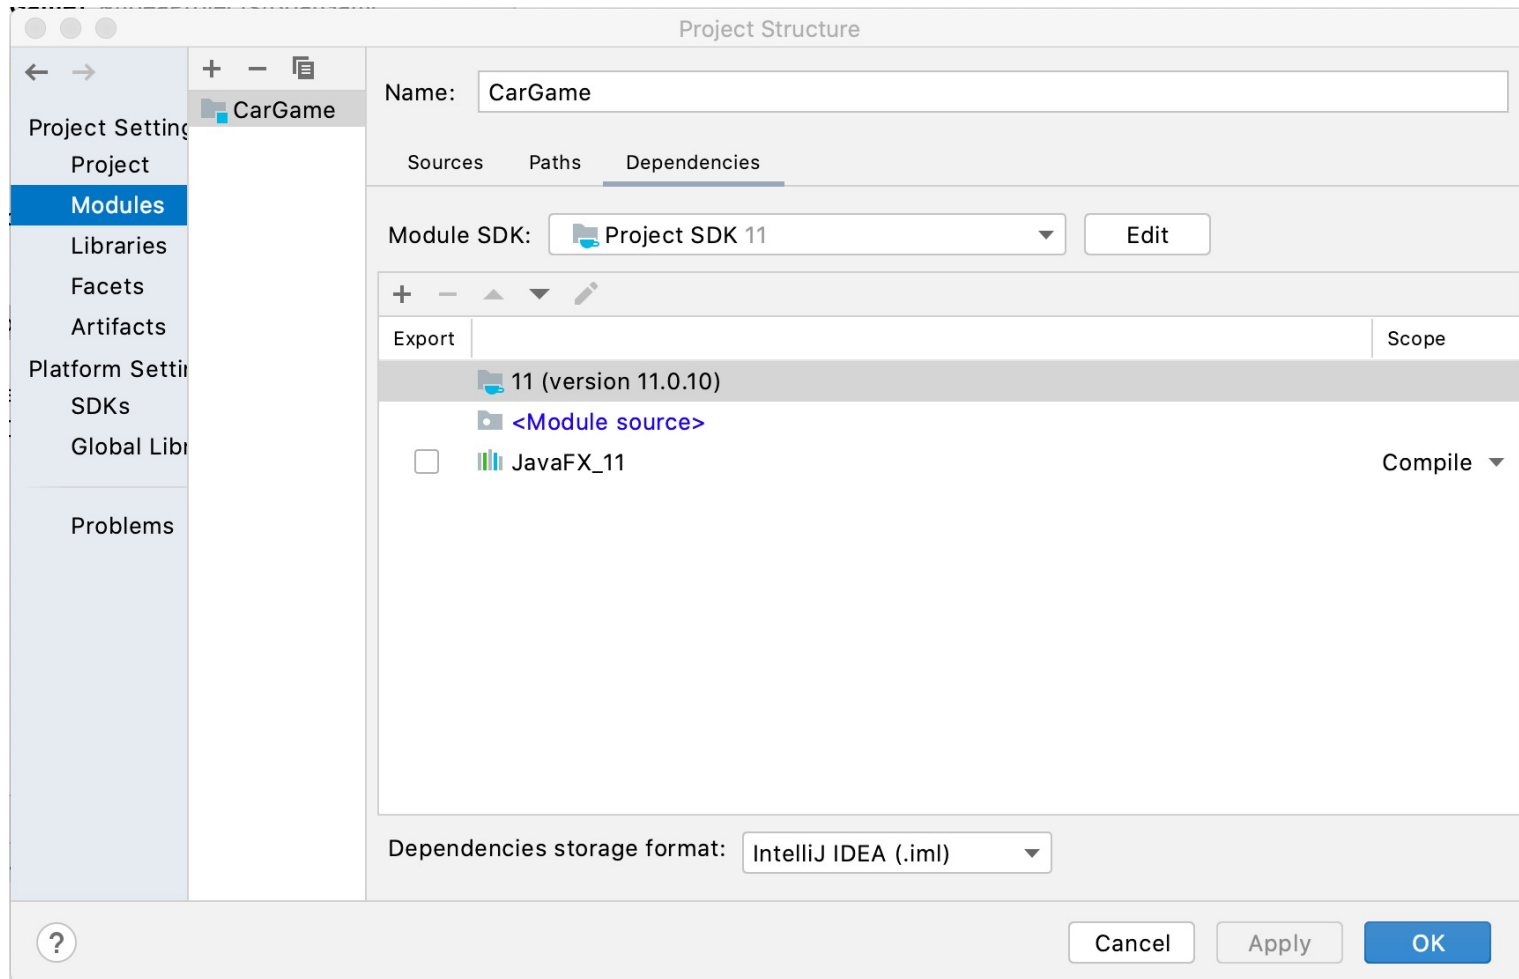 Project Structure
CarGame
Name: CarGame
Project Setting
Project
Modules
Libraries
Facets
Artifacts
Platform Settin
SDKs
Global Libr
Problems
Sources Paths Dependencies
Module SDK: Project SDK 11 Edit
Export Scope
11 (version 11.0.10)
<Module source>
JavaFX_11 Compile
Dependencies storage format: IntelliJ IDEA (.iml)
? Cancel Apply OK